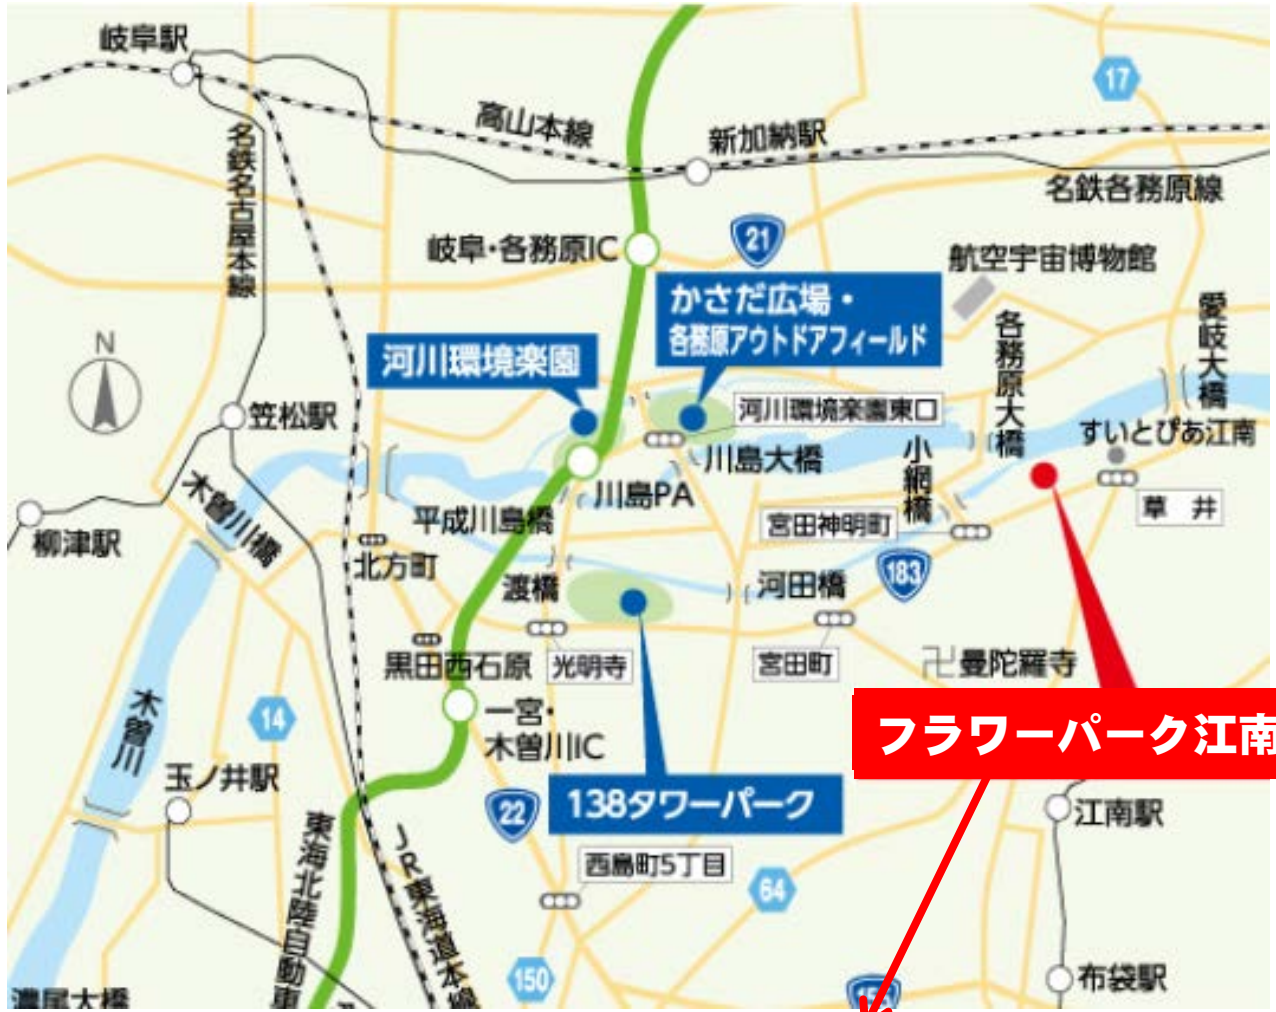 岐阜駅
高山本線
新加納駅
17
名鉄名古屋本線
名鉄各務原線
岐阜・各務原IC
21
航空宇宙博物館
かさだ広場・
各務原アウトドアフィールド
河川環境楽園
N
笠松駅
各務原大橋
愛岐大橋
河川環境楽園東口
すいとぴあ江南
川島大橋
小網橋
川島PA
木曽川橋
柳津駅
平成川島橋
宮田神明町
草 井
北方町
渡橋
河田橋
183
黒田西石原
光明寺
宮田町
卍曼陀羅寺
木曽川
14
一宮・
木曽川IC
フラワーパーク江南
玉ノ井駅
22
138タワーパーク
江南駅
東海北陸自動車
JR東海道本線
西島町5丁目
64
150
布袋駅
濃尾大橋